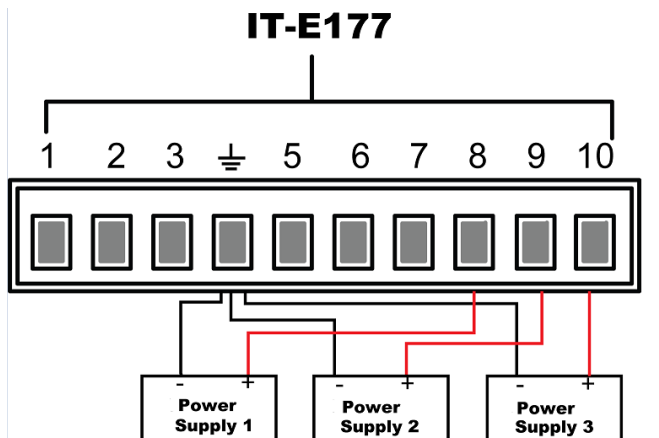 IT-E177
1 2 3 5 6 7 8 9 10
- + - + - +
Power Power Power
Supply 1 Supply 2 Supply 3